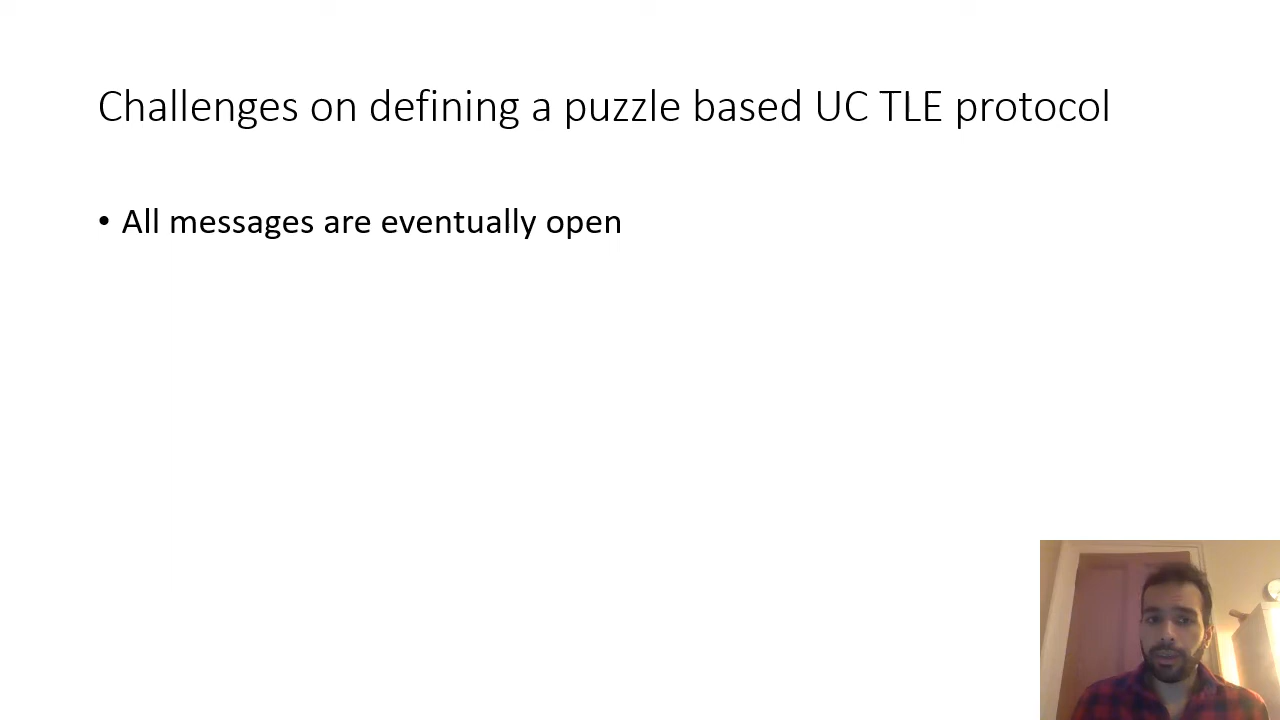 Challenges on defining a puzzle based UC TLE protocol
• All messages are eventually open